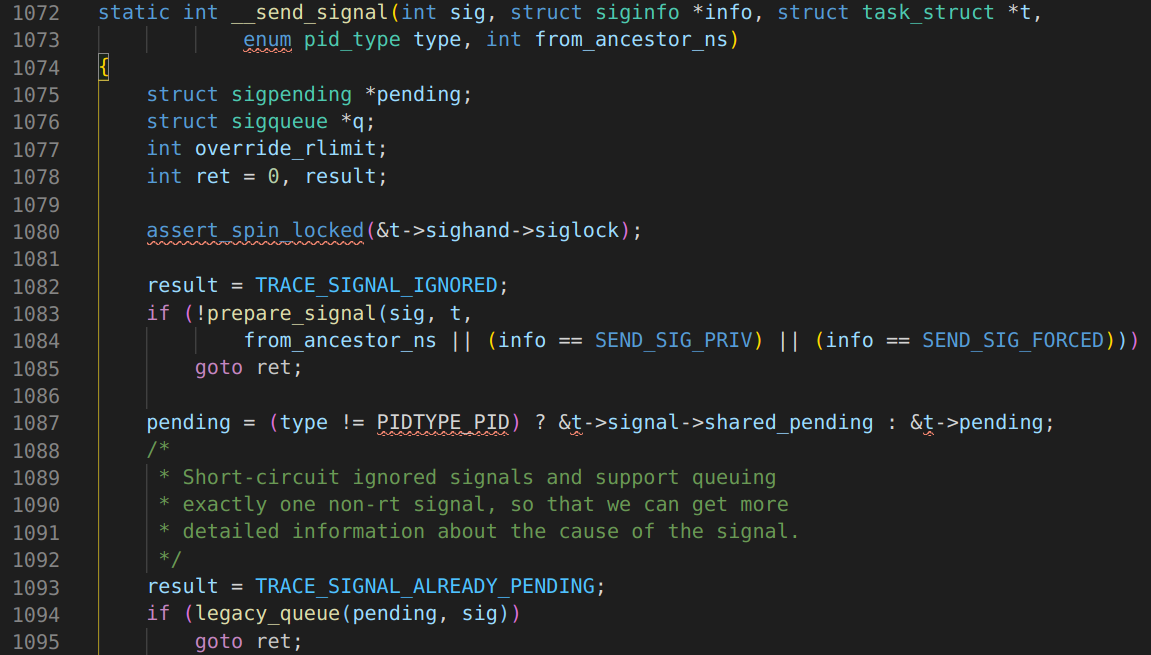 1072 static int __send_signal(int sig, struct siginfo *info, struct task_struct *t,
1073 enum pid_type type, int from_ancestor_ns)
1074 {
1075 struct sigpending *pending;
1076 struct sigqueue *q;
1077 int override_rlimit;
1078 int ret = 0, result;
1079
1080 assert_spin_locked(&t->sighand->siglock);
1081
1082 result = TRACE_SIGNAL_IGNORED;
1083 if (!prepare_signal(sig, t,
1084 from_ancestor_ns || (info == SEND_SIG_PRIV) || (info == SEND_SIG_FORCED)))
1085 goto ret;
1086
1087 pending = (type != PIDTYPE_PID) ? &t->signal->shared_pending : &t->pending;
1088 /*
1089 * Short-circuit ignored signals and support queuing
1090 * exactly one non-rt signal, so that we can get more
1091 * detailed information about the cause of the signal.
1092 */
1093 result = TRACE_SIGNAL_ALREADY_PENDING;
1094 if (legacy_queue(pending, sig))
1095 goto ret;